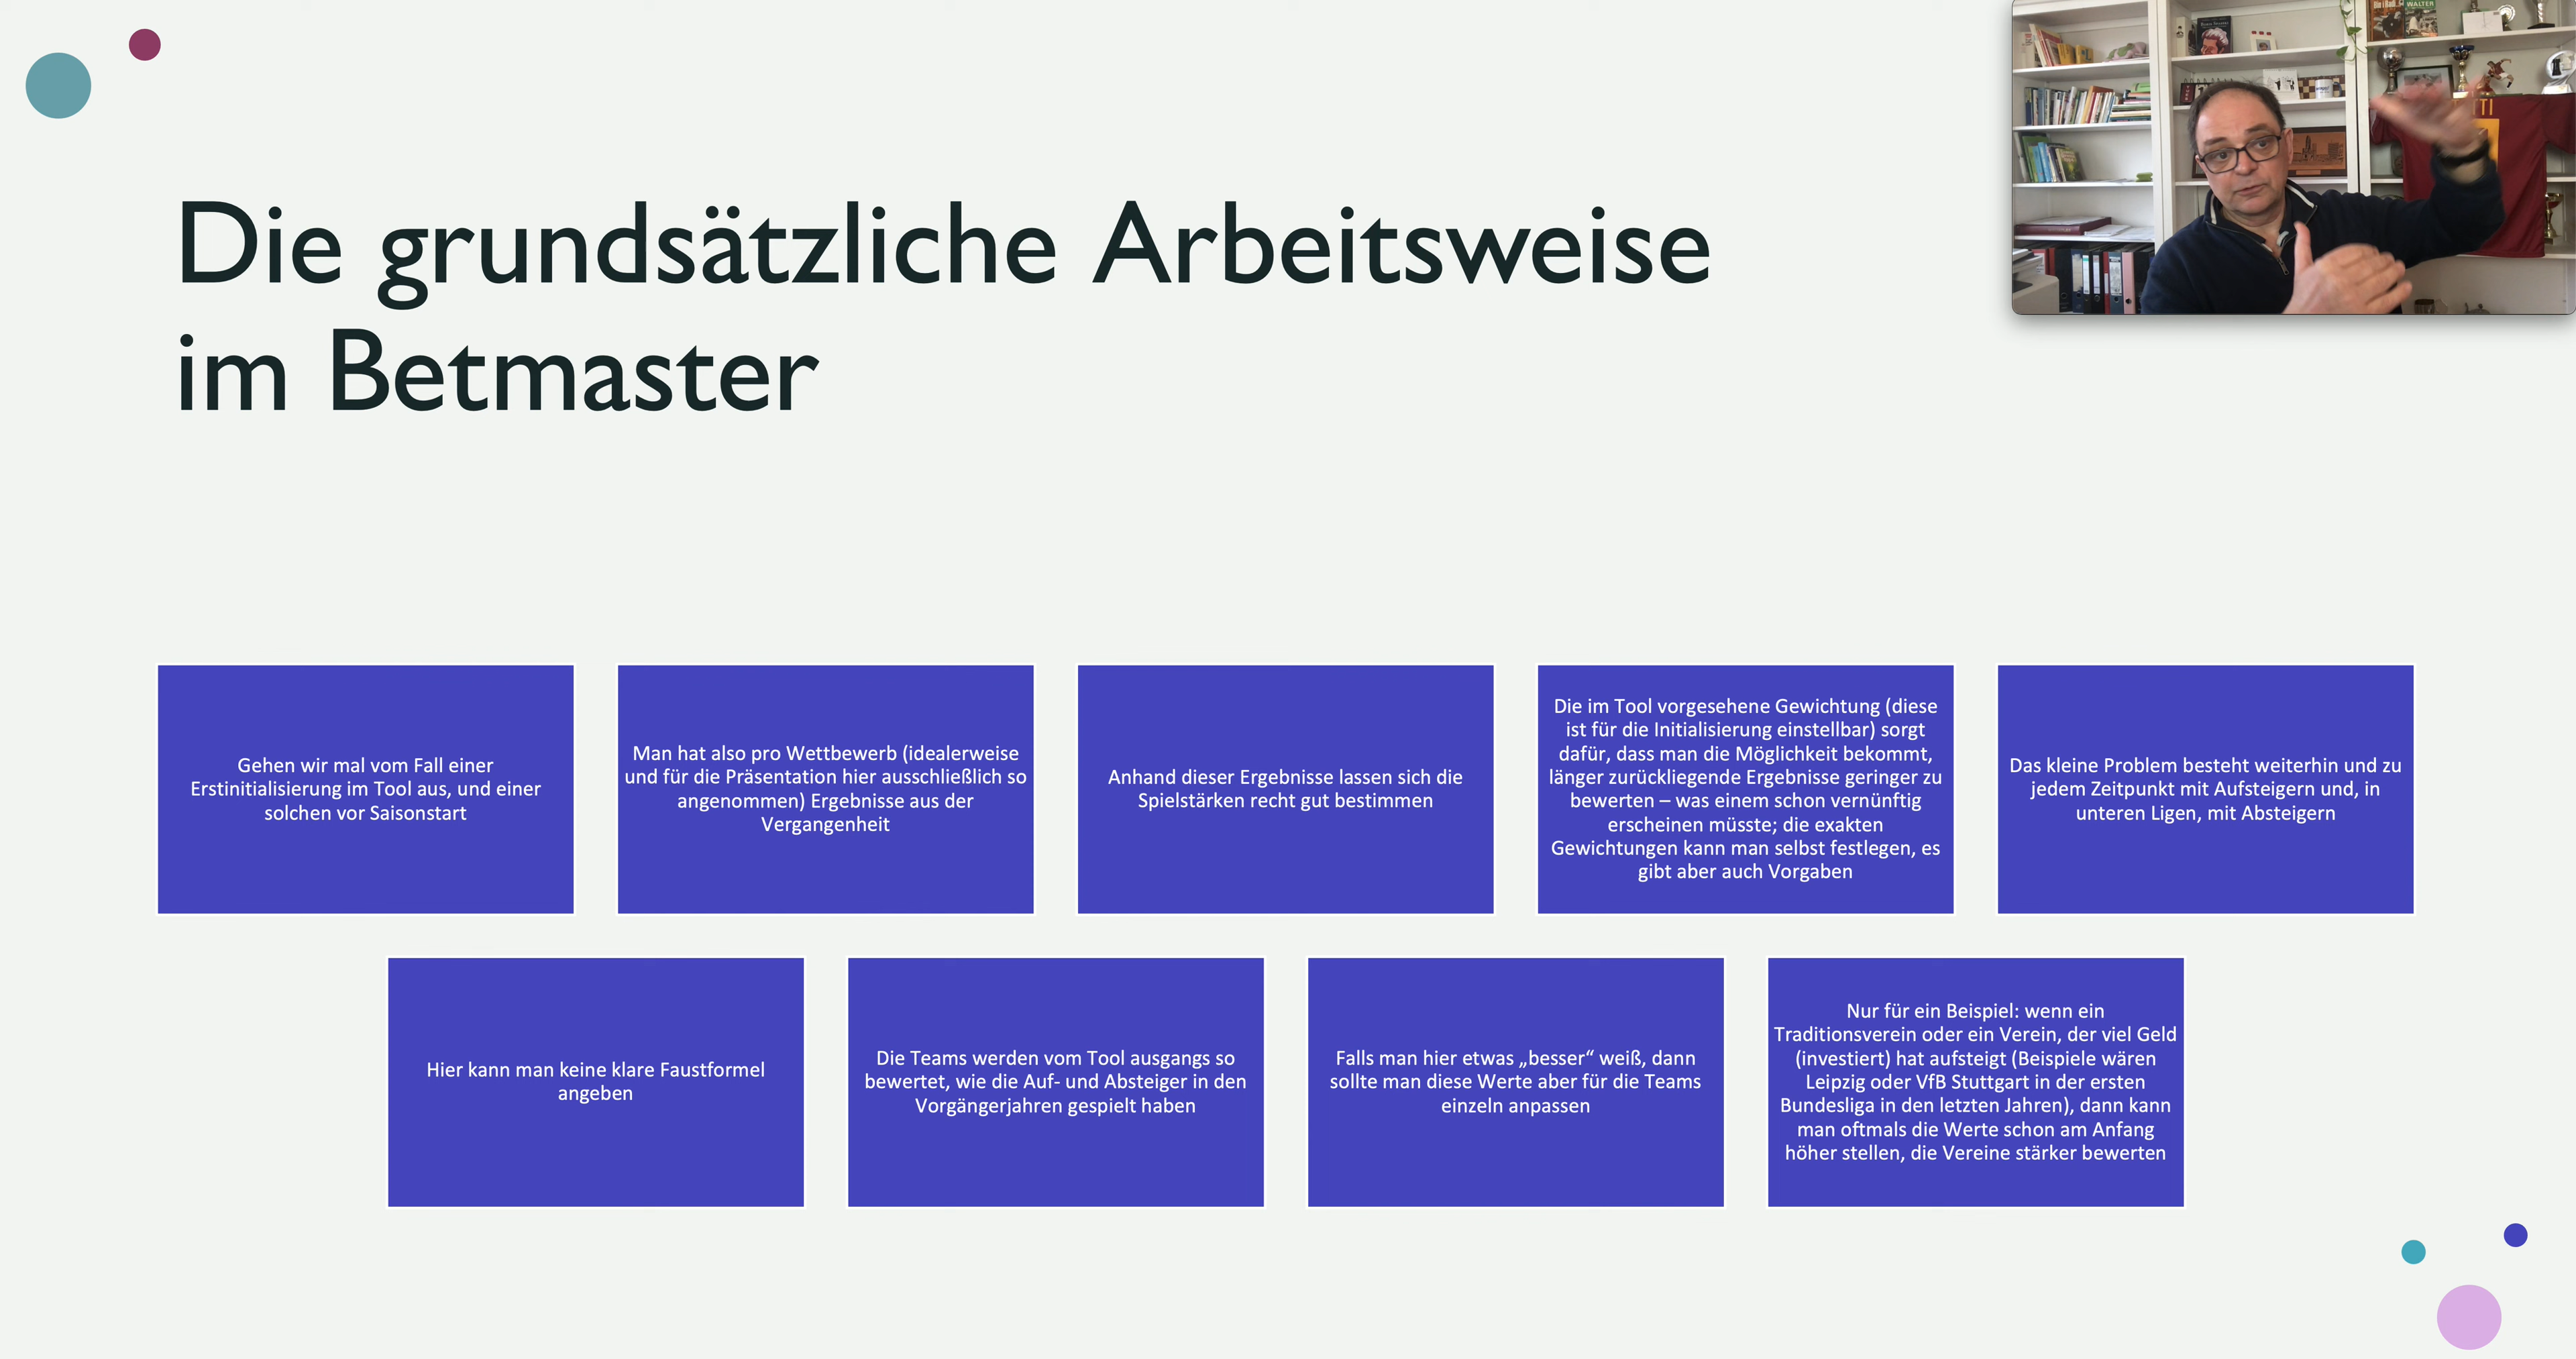 Die grundsätzliche Arbeitsweise
im Betmaster
Gehen wir mal vom Fall einer
Erstinitialisierung im Tool aus, und einer
solchen vor Saisonstart
Man hat also pro Wettbewerb (idealerweise
und für die Präsentation hier ausschließlich so
angenommen) Ergebnisse aus der
Vergangenheit
Anhand dieser Ergebnisse lassen sich die
Spielstärken recht gut bestimmen
Die im Tool vorgesehene Gewichtung (diese
ist für die Initialisierung einstellbar) sorgt
dafür, dass man die Möglichkeit bekommt,
länger zurückliegende Ergebnisse geringer zu
bewerten – was einem schon vernünftig
erscheinen müsste; die exakten
Gewichtungen kann man selbst festlegen, es
gibt aber auch Vorgaben
Das kleine Problem besteht weiterhin und zu
jedem Zeitpunkt mit Aufsteigern und, in
unteren Ligen, mit Absteigern
Hier kann man keine klare Faustformel
angeben
Die Teams werden vom Tool ausgangs so
bewertet, wie die Auf- und Absteiger in den
Vorgängerjahren gespielt haben
Falls man hier etwas „besser“ weiß, dann
sollte man diese Werte aber für die Teams
einzeln anpassen
Nur für ein Beispiel: wenn ein
Traditionsverein oder ein Verein, der viel Geld
(investiert) hat aufsteigt (Beispiele wären
Leipzig oder VfB Stuttgart in der ersten
Bundesliga in den letzten Jahren), dann kann
man oftmals die Werte schon am Anfang
höher stellen, die Vereine stärker bewerten
WALTER